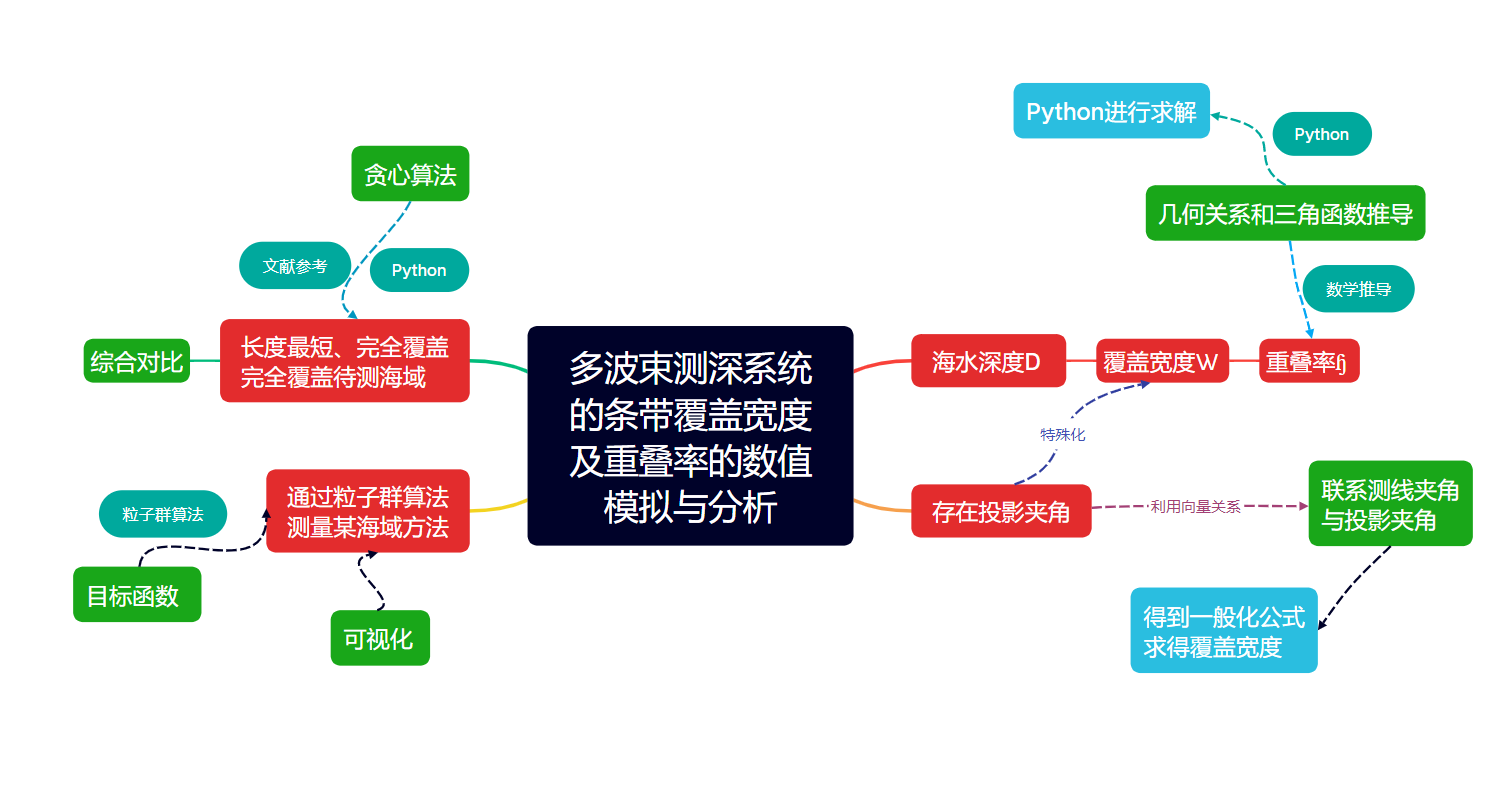 Python进行求解
Python
贪心算法
几何关系和三角函数推导
文献参考
Python
数学推导
综合对比
长度最短、完全覆盖
完全覆盖待测海域
多波束测深系统
的条带覆盖宽度
及重叠率的数值
模拟与分析
海水深度D
覆盖宽度W
重叠率
特殊化
粒子群算法
通过粒子群算法
测量某海域方法
存在投影夹角
利用向量关系
联系测线夹角
与投影夹角
目标函数
可视化
得到一般化公式
求得覆盖宽度